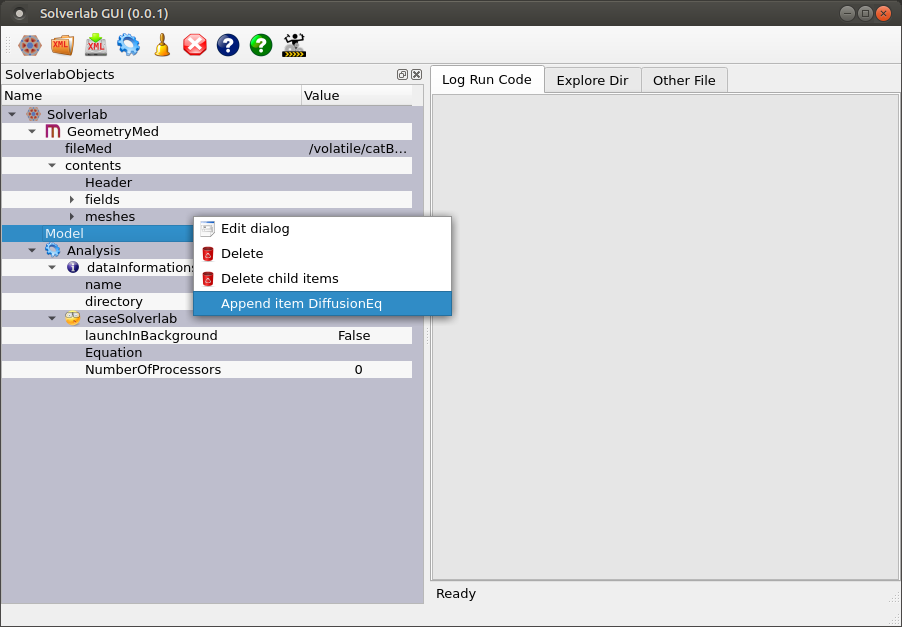 Solverlab GUI (0.0.1)
XML
XML
? ?
SolverlabObjects
Log Run Code Explore Dir Other File
Name Value
Solverlab
GeometryMed
fileMed /volatile/catB...
contents
Header
fields
meshes
Edit dialog
Model
Delete
Analysis
dataInformations
Delete child items
name
directory
Append item DiffusionEq
caseSolverlab
launchInBackground False
Equation
NumberOfProcessors 0
Ready